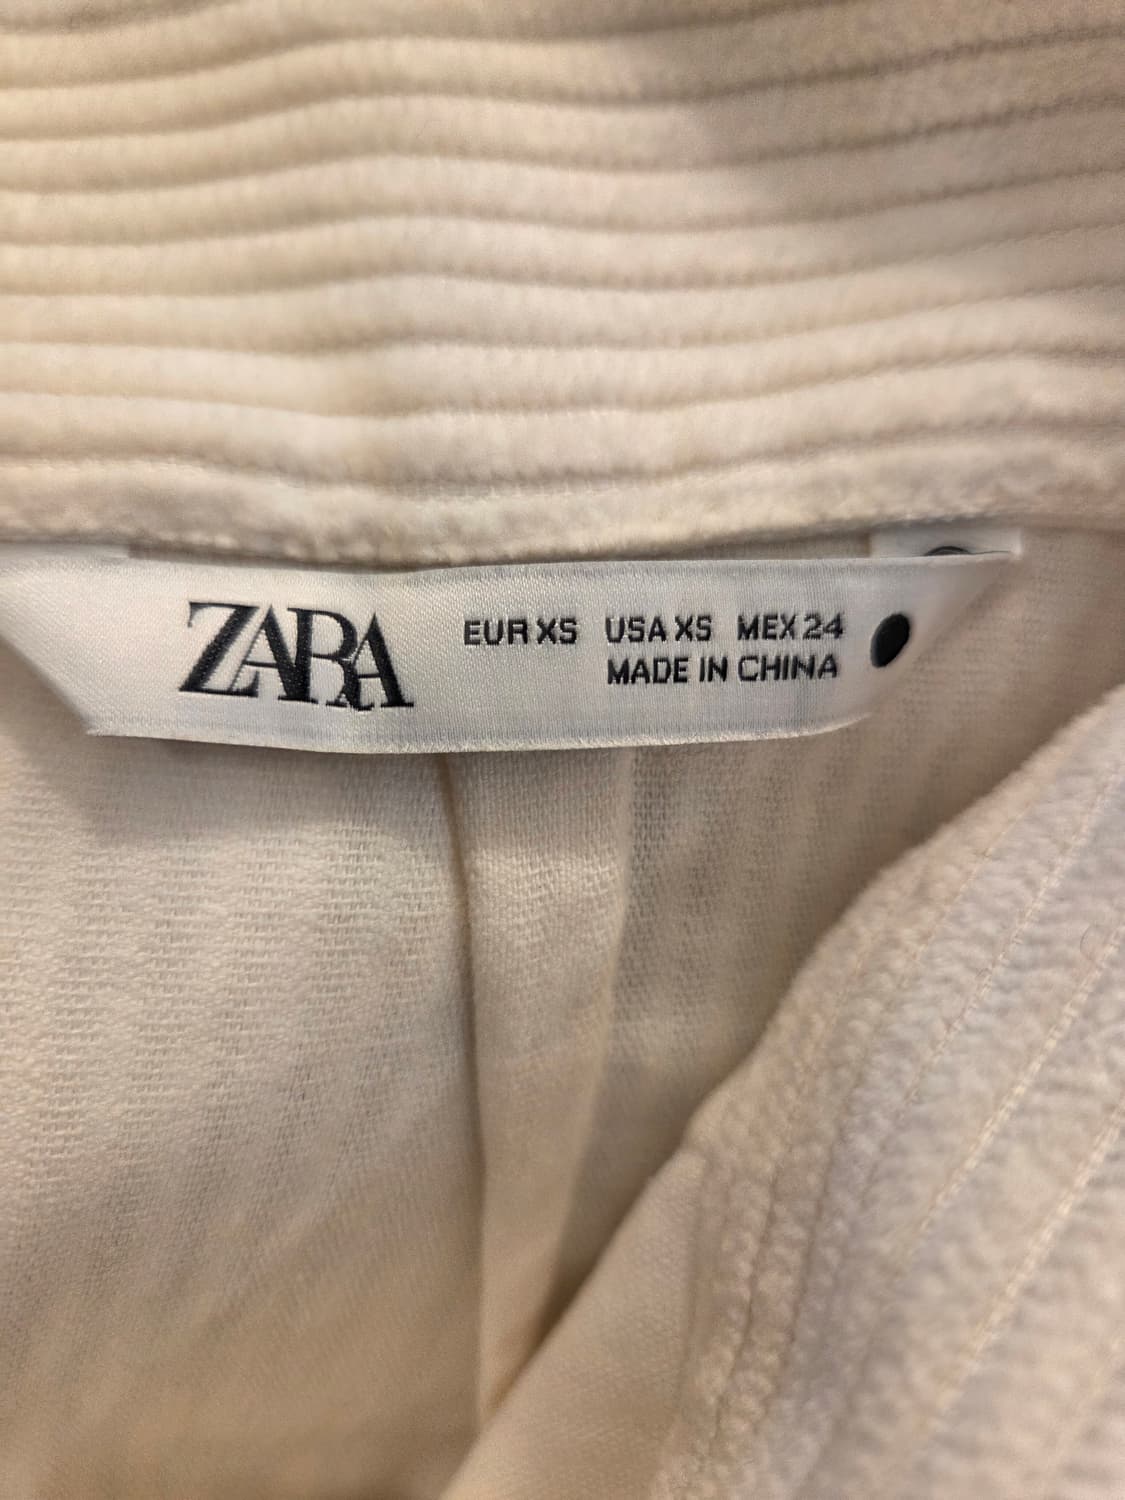 ZARA
EUR XS USA XS MEX 24
MADE IN CHINA